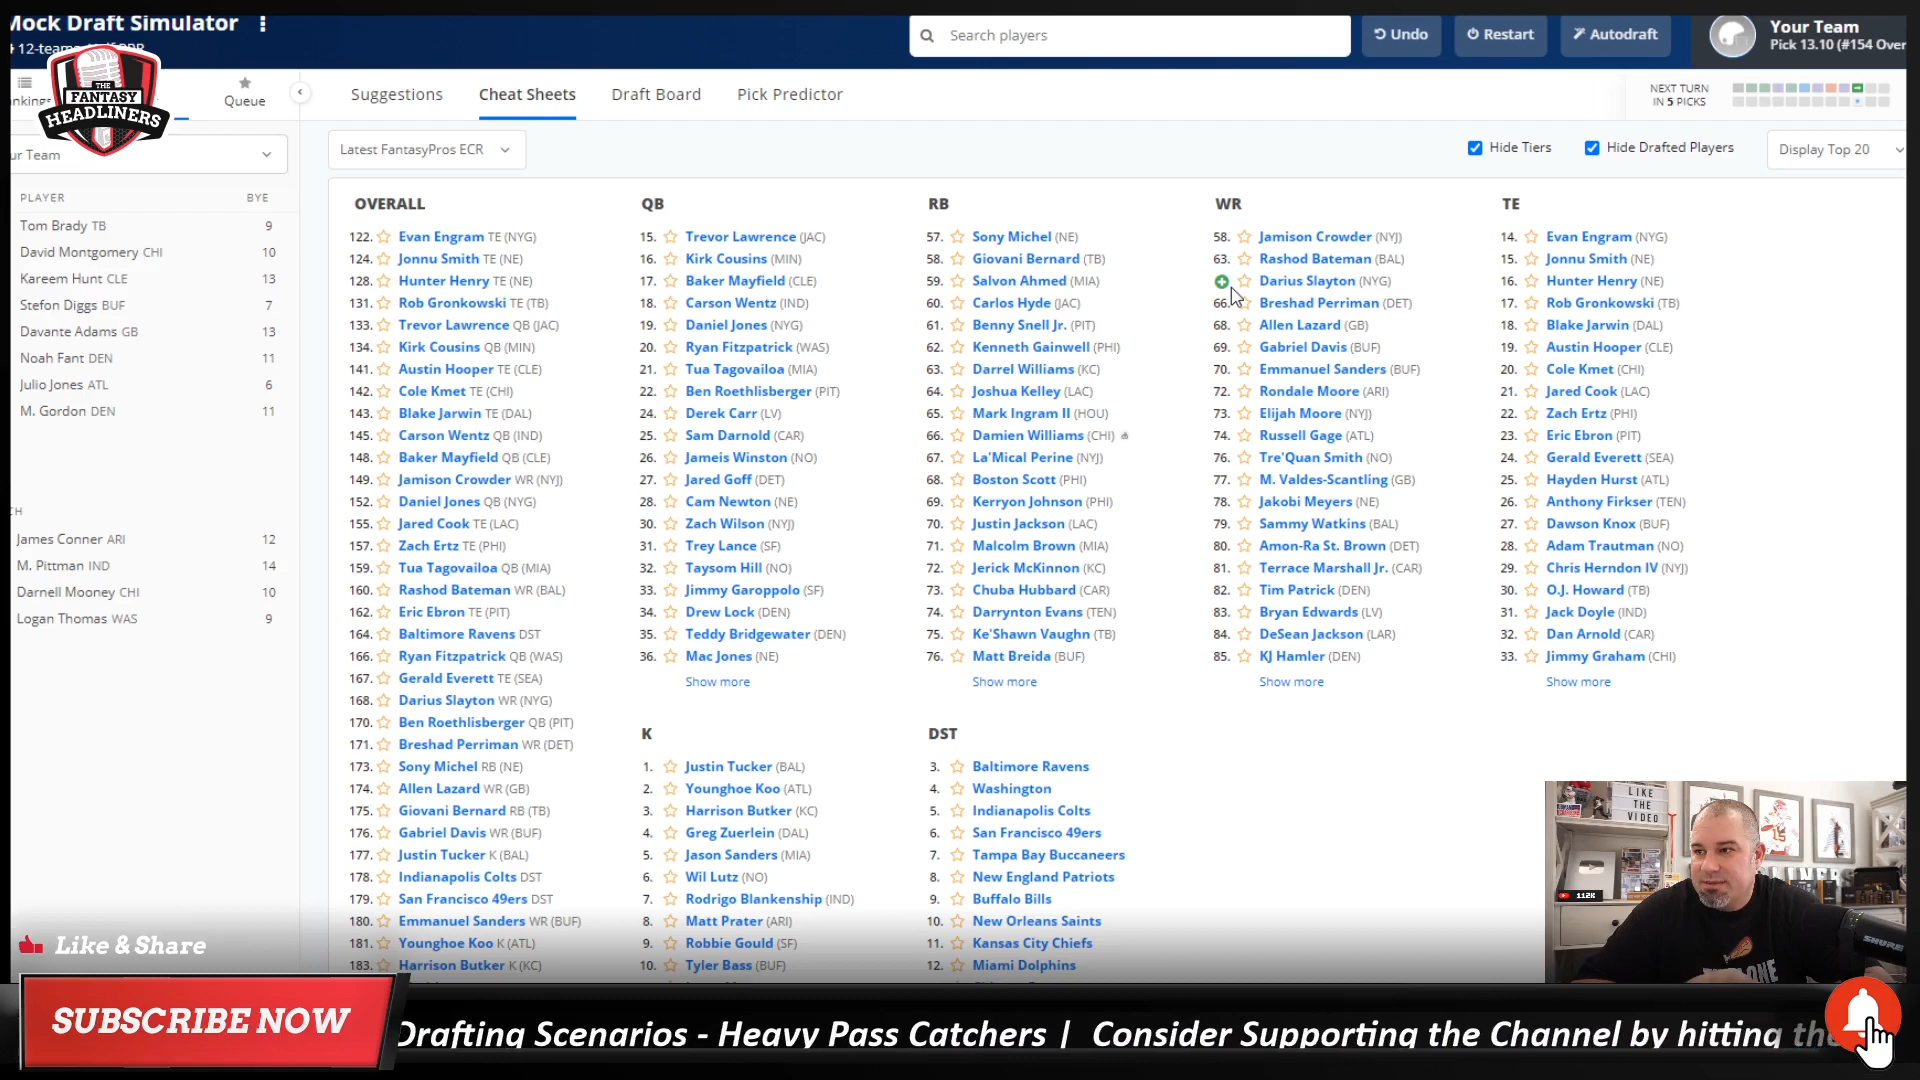 Mock Draft Simulator
12-team
Search players
Undo
Restart
Autodraft
Your Team
Pick 13.10 (#154 Over
THE
FANTASY
HEADLINERS
Queue
Suggestions
Cheat Sheets
Draft Board
Pick Predictor
NEXT TURN
IN 5 PICKS
ur Team
Latest FantasyPros ECR
Hide Tiers
Hide Drafted Players
Display Top 20
PLAYER BYE
Tom Brady TB 9
David Montgomery CHI 10
Kareem Hunt CLE 13
Stefon Diggs BUF 7
Davante Adams GB 13
Noah Fant DEN 11
Julio Jones ATL 6
M. Gordon DEN 11
CH
James Conner ARI 12
M. Pittman IND 14
Darnell Mooney CHI 10
Logan Thomas WAS 9
OVERALL
122. Evan Engram TE (NYG)
124. Jonnu Smith TE (NE)
128. Hunter Henry TE (NE)
131. Rob Gronkowski TE (TB)
133. Trevor Lawrence QB (JAC)
134. Kirk Cousins QB (MIN)
141. Austin Hooper TE (CLE)
142. Cole Kmet TE (CHI)
143. Blake Jarwin TE (DAL)
145. Carson Wentz QB (IND)
148. Baker Mayfield QB (CLE)
149. Jamison Crowder WR (NYJ)
152. Daniel Jones QB (NYG)
155. Jared Cook TE (LAC)
157. Zach Ertz TE (PHI)
159. Tua Tagovailoa QB (MIA)
160. Rashod Bateman WR (BAL)
162. Eric Ebron TE (PIT)
164. Baltimore Ravens DST
166. Ryan Fitzpatrick QB (WAS)
167. Gerald Everett TE (SEA)
168. Darius Slayton WR (NYG)
170. Ben Roethlisberger QB (PIT)
171. Breshad Perriman WR (DET)
173. Sony Michel RB (NE)
174. Allen Lazard WR (GB)
175. Giovani Bernard RB (TB)
176. Gabriel Davis WR (BUF)
177. Justin Tucker K (BAL)
178. Indianapolis Colts DST
179. San Francisco 49ers DST
180. Emmanuel Sanders WR (BUF)
181. Younghoe Koo K (ATL)
183. Harrison Butker K (KC)
QB
15. Trevor Lawrence (JAC)
16. Kirk Cousins (MIN)
17. Baker Mayfield (CLE)
18. Carson Wentz (IND)
19. Daniel Jones (NYG)
20. Ryan Fitzpatrick (WAS)
21. Tua Tagovailoa (MIA)
22. Ben Roethlisberger (PIT)
24. Derek Carr (LV)
25. Sam Darnold (CAR)
26. Jameis Winston (NO)
27. Jared Goff (DET)
28. Cam Newton (NE)
30. Zach Wilson (NYJ)
31. Trey Lance (SF)
32. Taysom Hill (NO)
33. Jimmy Garoppolo (SF)
34. Drew Lock (DEN)
35. Teddy Bridgewater (DEN)
36. Mac Jones (NE)
Show more
RB
57. Sony Michel (NE)
58. Giovani Bernard (TB)
59. Salvon Ahmed (MIA)
60. Carlos Hyde (JAC)
61. Benny Snell Jr. (PIT)
62. Kenneth Gainwell (PHI)
63. Darrel Williams (KC)
64. Joshua Kelley (LAC)
65. Mark Ingram II (HOU)
66. Damien Williams (CHI)
67. La'Mical Perine (NYJ)
68. Boston Scott (PHI)
69. Kerryon Johnson (PHI)
70. Justin Jackson (LAC)
71. Malcolm Brown (MIA)
72. Jerick McKinnon (KC)
73. Chuba Hubbard (CAR)
74. Darrynton Evans (TEN)
75. Ke'Shawn Vaughn (TB)
76. Matt Breida (BUF)
Show more
WR
58. Jamison Crowder (NYJ)
63. Rashod Bateman (BAL)
Darius Slayton (NYG)
66. Breshad Perriman (DET)
68. Allen Lazard (GB)
69. Gabriel Davis (BUF)
70. Emmanuel Sanders (BUF)
72. Rondale Moore (ARI)
73. Elijah Moore (NYJ)
74. Russell Gage (ATL)
76. Tre'Quan Smith (NO)
77. M. Valdes-Scantling (GB)
78. Jakobi Meyers (NE)
79. Sammy Watkins (BAL)
80. Amon-Ra St. Brown (DET)
81. Terrace Marshall Jr. (CAR)
82. Tim Patrick (DEN)
83. Bryan Edwards (LV)
84. DeSean Jackson (LAR)
85. KJ Hamler (DEN)
Show more
TE
14. Evan Engram (NYG)
15. Jonnu Smith (NE)
16. Hunter Henry (NE)
17. Rob Gronkowski (TB)
18. Blake Jarwin (DAL)
19. Austin Hooper (CLE)
20. Cole Kmet (CHI)
21. Jared Cook (LAC)
22. Zach Ertz (PHI)
23. Eric Ebron (PIT)
24. Gerald Everett (SEA)
25. Hayden Hurst (ATL)
26. Anthony Firkser (TEN)
27. Dawson Knox (BUF)
28. Adam Trautman (NO)
29. Chris Herndon IV (NYJ)
30. O.J. Howard (TB)
31. Jack Doyle (IND)
32. Dan Arnold (CAR)
33. Jimmy Graham (CHI)
Show more
K
1. Justin Tucker (BAL)
2. Younghoe Koo (ATL)
3. Harrison Butker (KC)
4. Greg Zuerlein (DAL)
5. Jason Sanders (MIA)
6. Wil Lutz (NO)
7. Rodrigo Blankenship (IND)
8. Matt Prater (ARI)
9. Robbie Gould (SF)
10. Tyler Bass (BUF)
DST
3. Baltimore Ravens
4. Washington
5. Indianapolis Colts
6. San Francisco 49ers
7. Tampa Bay Buccaneers
8. New England Patriots
9. Buffalo Bills
10. New Orleans Saints
11. Kansas City Chiefs
12. Miami Dolphins
LIKE
THE
VIDEO
112K
SHURE
Like & Share
SUBSCRIBE NOW
Drafting Scenarios - Heavy Pass Catchers | Consider Supporting the Channel by hitting the